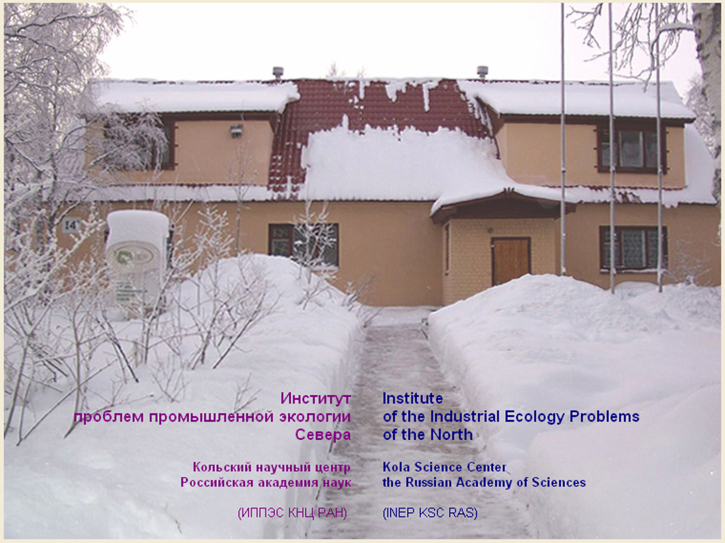 14
Институт
проблем промышленной экологии
Севера
Кольский научный центр
Российская академия наук
(ИППЭС КНЦ РАН)
Institute
of the Industrial Ecology Problems
of the North
Kola Science Center
the Russian Academy of Sciences
(INEP KSC RAS)